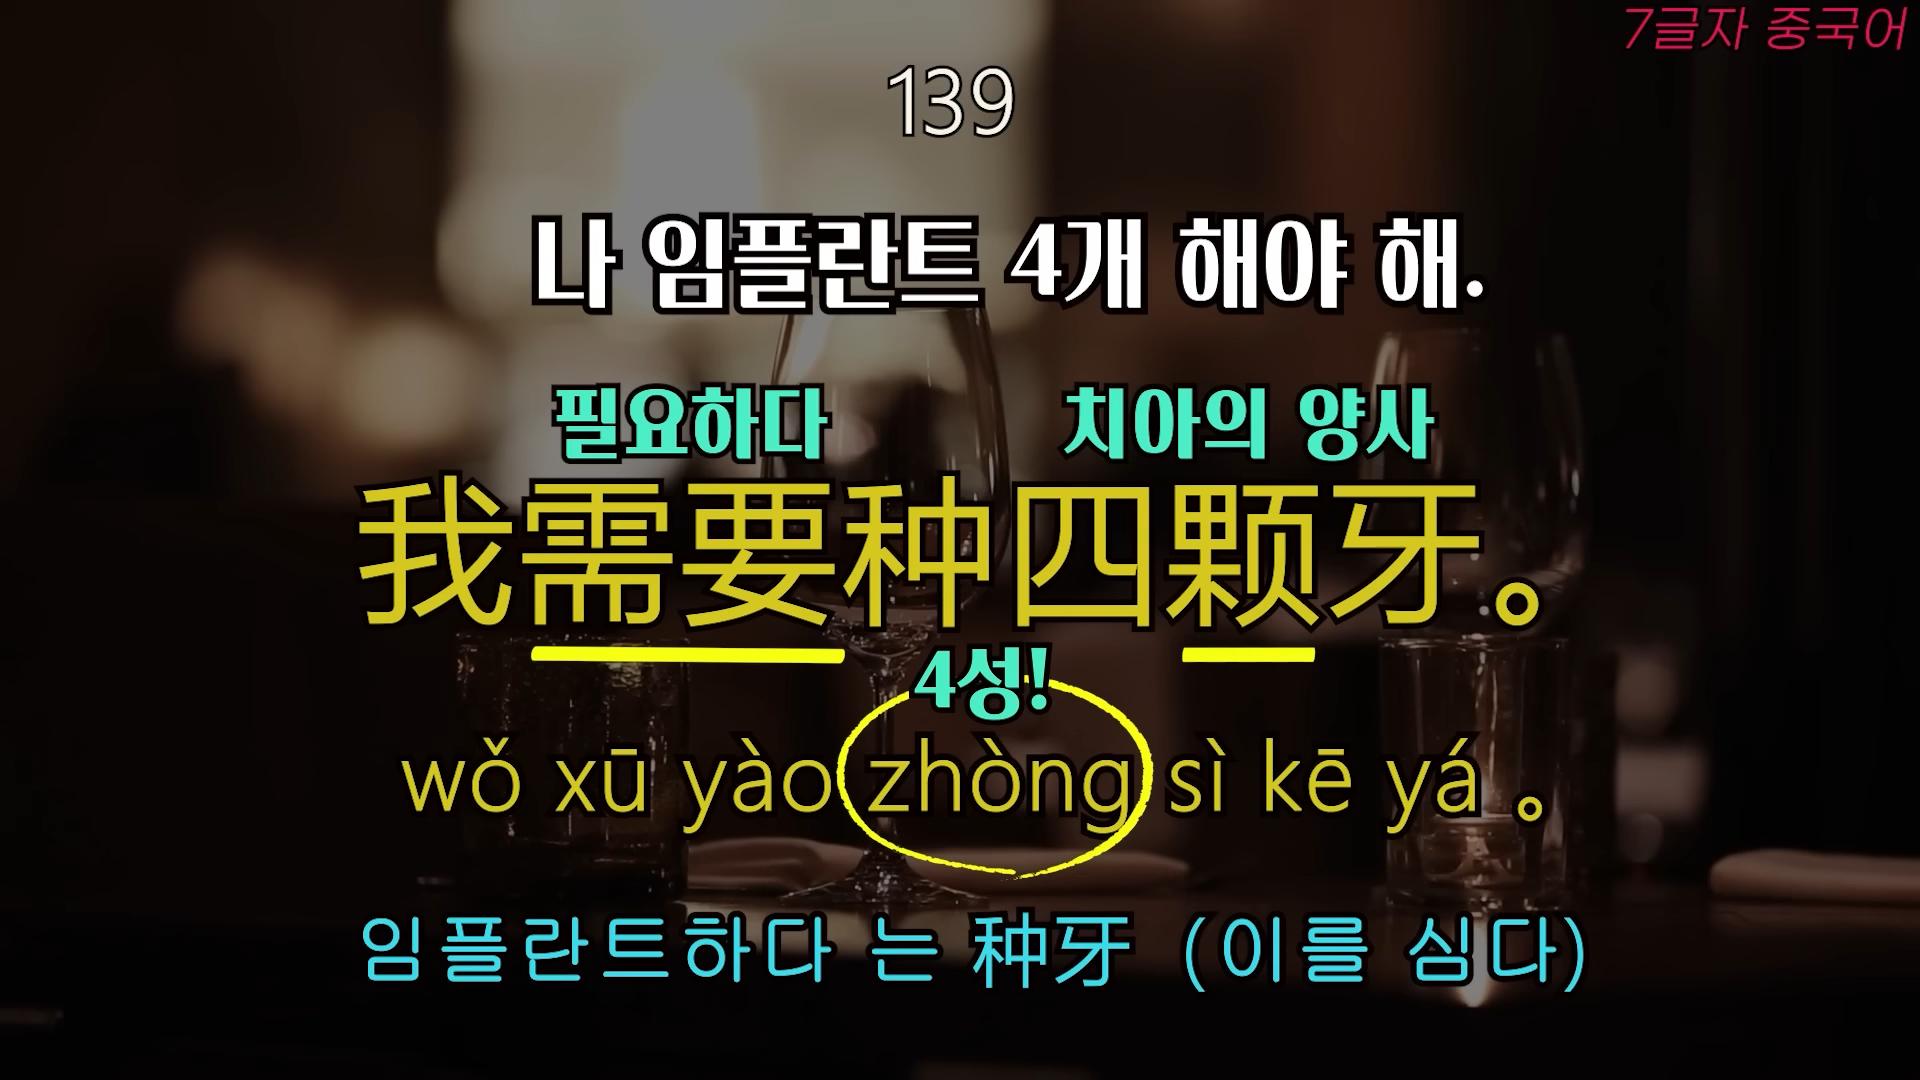 7글자 중국어
139
나 임플란트 4개 해야 해.
필요하다 치아의 양사
我需要种四颗牙。
4성!
wǒ xū yào zhòng sì kē yá 。
임플란트하다 는 种牙 (이를 심다)